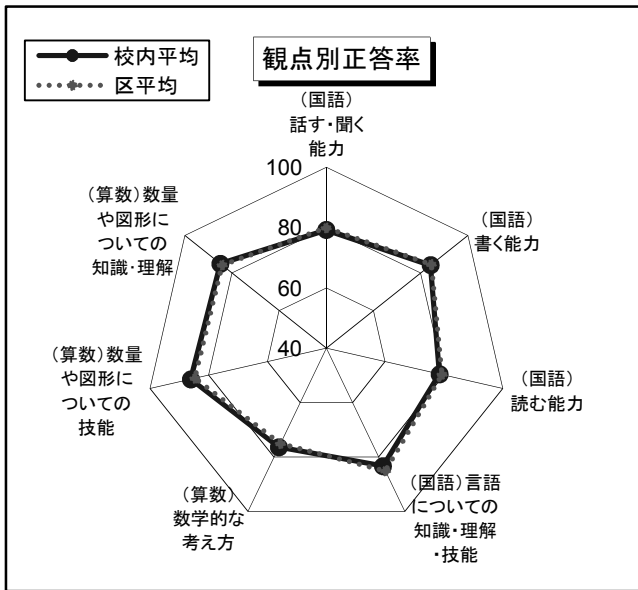 観点別正答率
校内平均
区平均
(国語)
話す・聞く
能力
(国語)
書く能力
(国語)
読む能力
(国語)言語
についての
知識・理解
・技能
(算数)
数学的な
考え方
(算数)数量
や図形に
ついての
技能
(算数)数量
や図形に
ついての
知識・理解
100
80
60
40